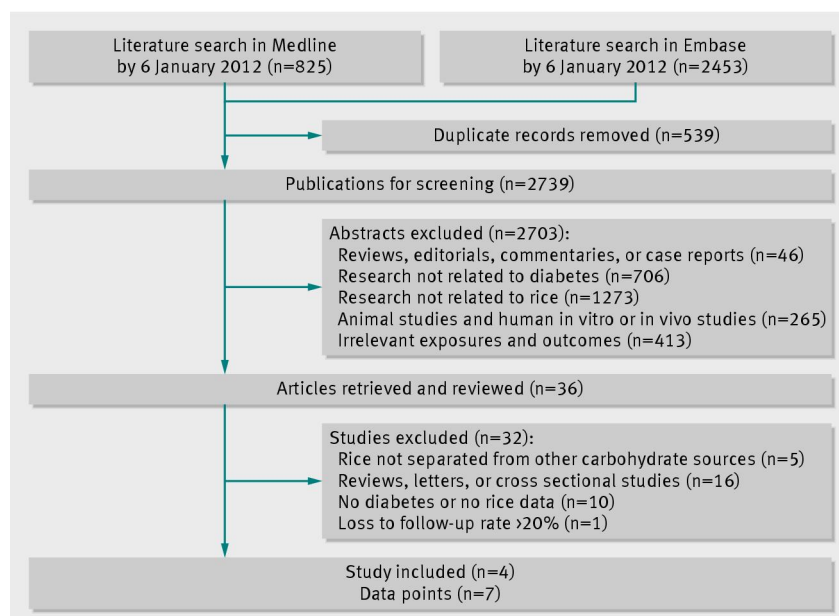 Literature search in Medline
by 6 January 2012 (n=825)
Literature search in Embase
by 6 January 2012 (n=2453)
Duplicate records removed (n=539)
Publications for screening (n=2739)
Abstracts excluded (n=2703):
Reviews, editorials, commentaries, or case reports (n=46)
Research not related to diabetes (n=706)
Research not related to rice (n=1273)
Animal studies and human in vitro or in vivo studies (n=265)
Irrelevant exposures and outcomes (n=413)
Articles retrieved and reviewed (n=36)
Studies excluded (n=32):
Rice not separated from other carbohydrate sources (n=5)
Reviews, letters, or cross sectional studies (n=16)
No diabetes or no rice data (n=10)
Loss to follow-up rate >20% (n=1)
Study included (n=4)
Data points (n=7)